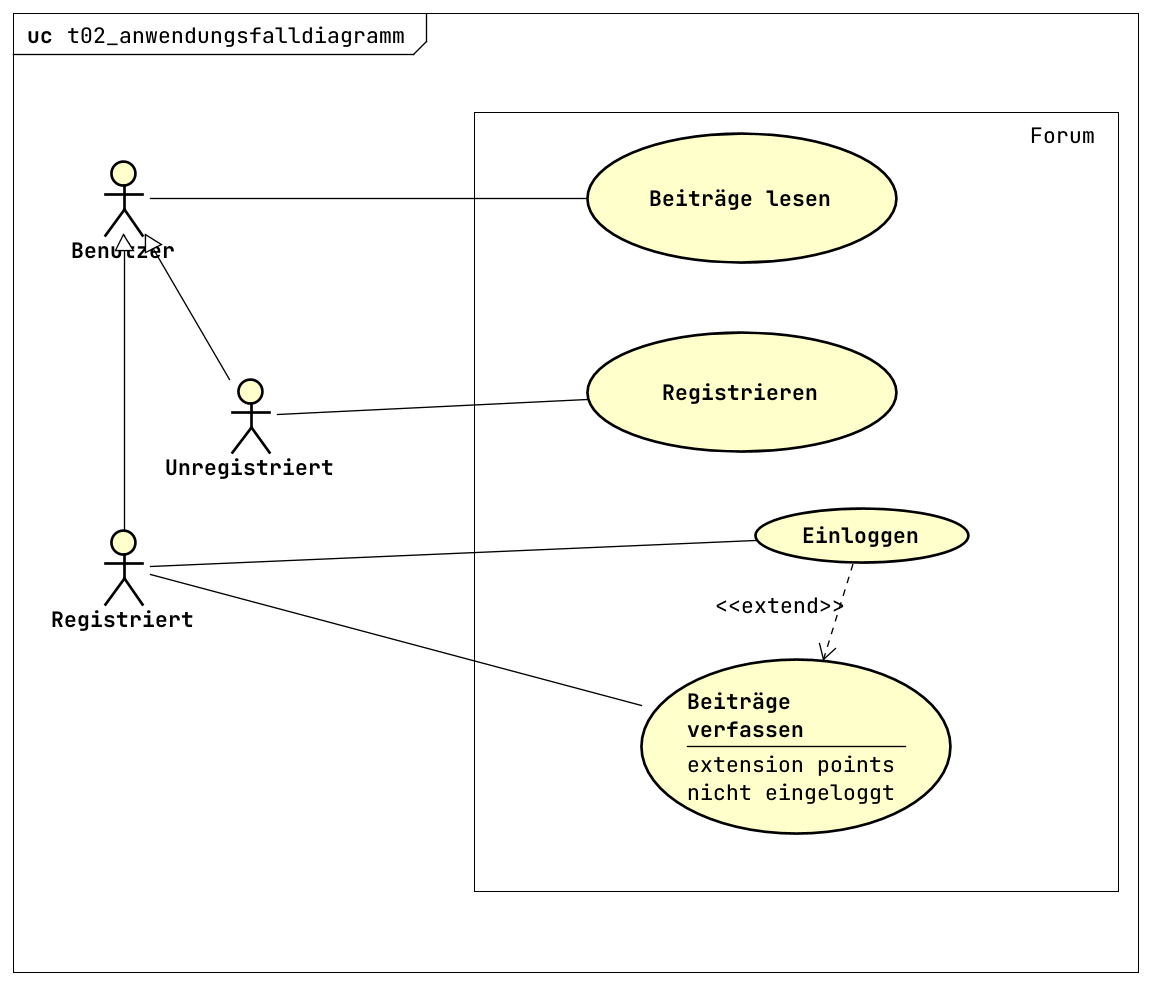 uc t02_anwendungsfalldiagramm
Forum
Beiträge lesen
Benutzer
Registrieren
Unregistriert
Einloggen
<<extend>>
Registriert
Beiträge
verfassen
extension points
nicht eingeloggt